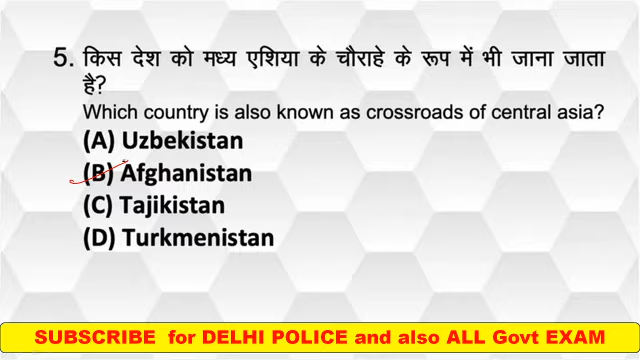 5. किस देश को मध्य एशिया के चौराहे के रूप में भी जाना जाता
है?
Which country is also known as crossroads of central asia?
(A) Uzbekistan
(B) Afghanistan
(C) Tajikistan
(D) Turkmenistan
SUBSCRIBE for DELHI POLICE and also ALL Govt EXAM